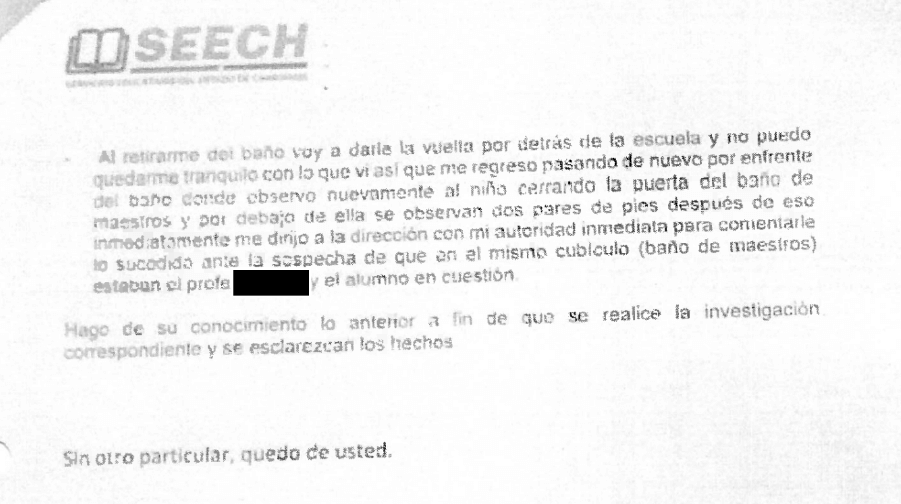 SEECH
SERVICIOS EDUCATIVOS DEL ESTADO DE CHIHUAHUA
Al retirarme del baño voy a darle la vuelta por detrás de la escuela y no puedo
quedarme tranquilo con lo que vi así que me regreso pasando de nuevo por enfrente
del baño donde observo nuevamente al niño cerrando la puerta del baño de
maestros y por debajo de ella se observan dos pares de pies después de eso
inmediatamente me dirijo a la dirección con mi autoridad inmediata para comentarle
lo sucedido ante la sospecha de que en el mismo cubículo (baño de maestros)
estaban el profe y el alumno en cuestión.
Hago de su conocimiento lo anterior a fin de que se realice la investigación
correspondiente y se esclarezcan los hechos
Sin otro particular, quedo de usted.